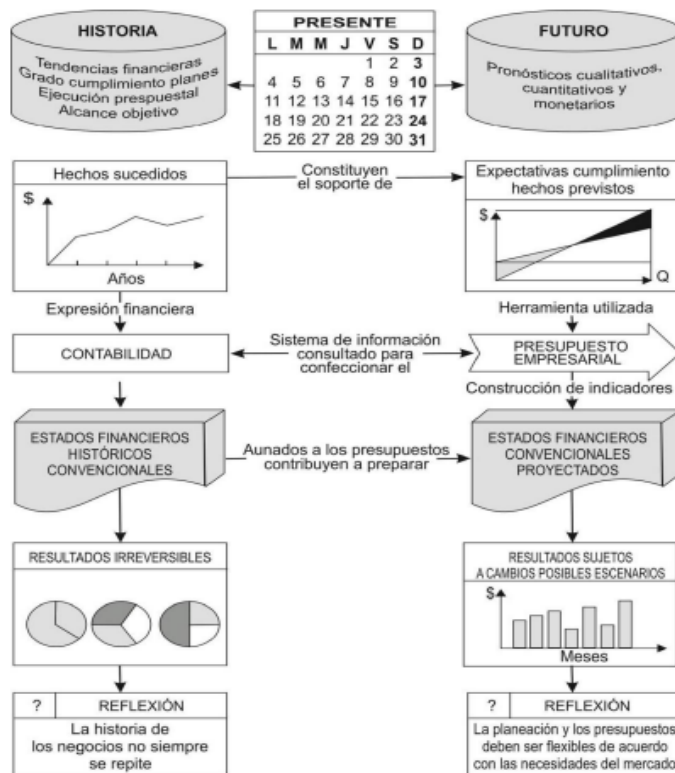 HISTORIA
Tendencias financieras
Grado cumplimiento planes
Ejecución prespuestal
Alcance objetivo
PRESENTE
L M M J V S D
1 2 3
4 5 6 7 8 9 10
11 12 13 14 15 16 17
18 19 20 21 22 23 24
25 26 27 28 29 30 31
FUTURO
Pronósticos cualitativos,
cuantitativos y
monetarios
Hechos sucedidos
$
Años
Constituyen
el soporte de
Expectativas cumplimiento
hechos previstos
$
Q
Expresión financiera
Herramienta utilizada
CONTABILIDAD
Sistema de información
consultado para
confeccionar el
PRESUPUESTO
EMPRESARIAL
Construcción de indicadores
ESTADOS FINANCIEROS
HISTÓRICOS
CONVENCIONALES
Aunados a los presupuestos
contribuyen a preparar
ESTADOS FINANCIEROS
CONVENCIONALES
PROYECTADOS
RESULTADOS IRREVERSIBLES
RESULTADOS SUJETOS
A CAMBIOS POSIBLES ESCENARIOS
$
Meses
? REFLEXIÓN
La historia de
los negocios no siempre
se repite
? REFLEXIÓN
La planeación y los presupuestos
deben ser flexibles de acuerdo
con las necesidades del mercado